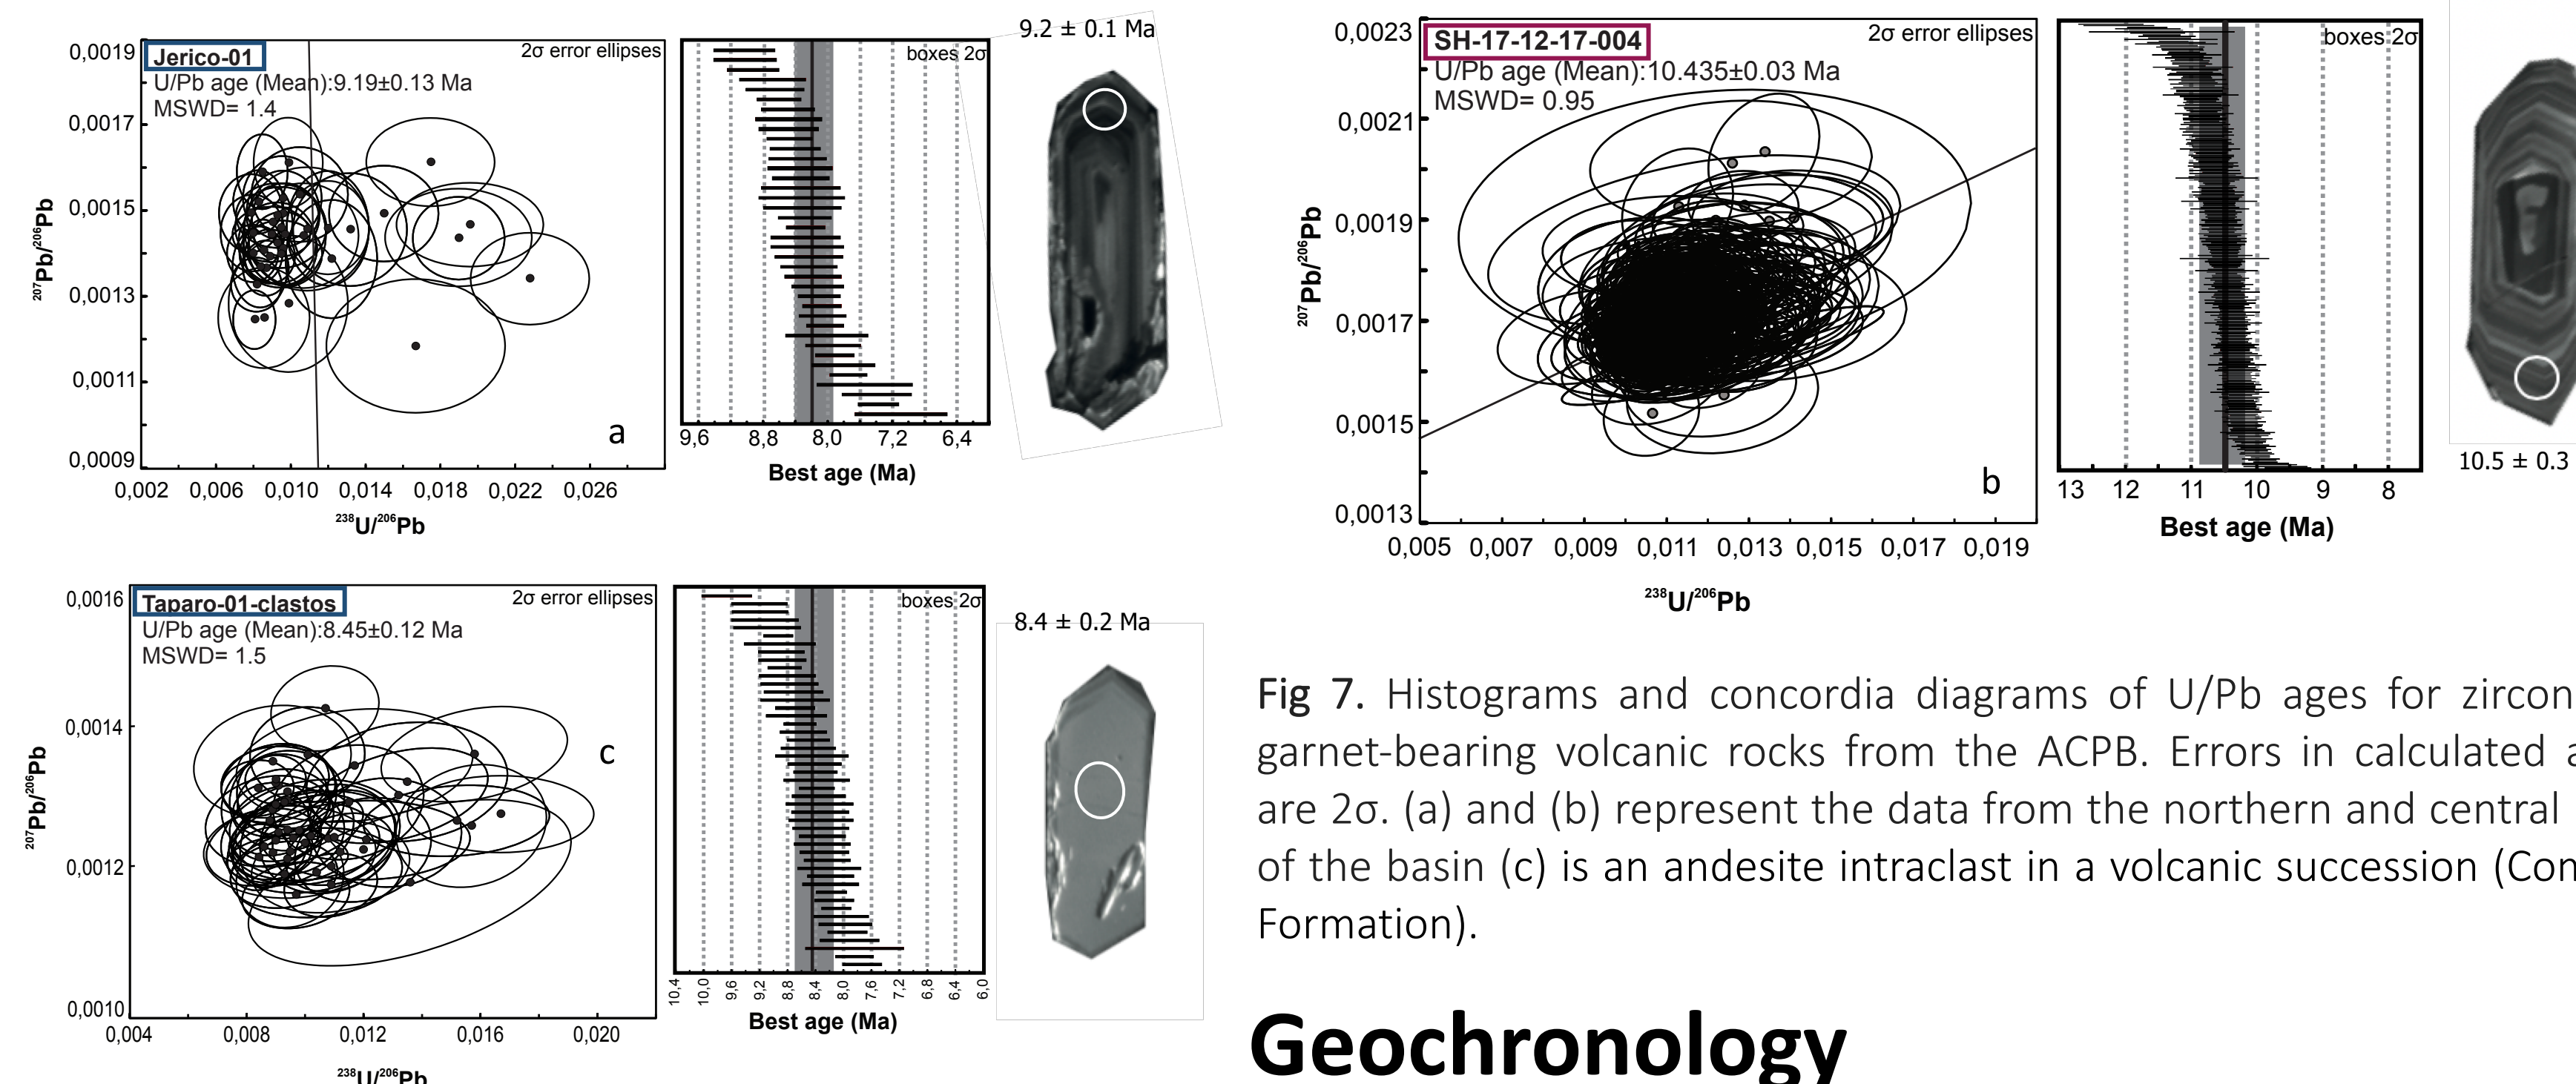 Jerico-01
2σ error ellipses
U/Pb age (Mean):9.19±0.13 Ma
MSWD= 1.4
0,0019
0,0017
0,0015
0,0013
0,0011
0,0009
²⁰⁷Pb/²⁰⁶Pb
a
0,002 0,006 0,010 0,014 0,018 0,022 0,026
²³⁸U/²⁰⁶Pb
boxes 2σ
9,6 8,8 8,0 7,2 6,4
Best age (Ma)
9.2 ± 0.1 Ma
SH-17-12-17-004
2σ error ellipses
U/Pb age (Mean):10.435±0.03 Ma
MSWD= 0.95
0,0023
0,0021
0,0019
0,0017
0,0015
0,0013
²⁰⁷Pb/²⁰⁶Pb
b
0,005 0,007 0,009 0,011 0,013 0,015 0,017 0,019
²³⁸U/²⁰⁶Pb
boxes 2σ
13 12 11 10 9 8
Best age (Ma)
10.5 ± 0.3
Taparo-01-clastos
2σ error ellipses
U/Pb age (Mean):8.45±0.12 Ma
MSWD= 1.5
0,0016
0,0014
0,0012
0,0010
²⁰⁷Pb/²⁰⁶Pb
c
0,004 0,008 0,012 0,016 0,020
²³⁸U/²⁰⁶Pb
boxes 2σ
10,4 10,0 9,6 9,2 8,8 8,4 8,0 7,6 7,2 6,8 6,4 6,0
Best age (Ma)
8.4 ± 0.2 Ma
Fig 7. Histograms and concordia diagrams of U/Pb ages for zircon
garnet-bearing volcanic rocks from the ACPB. Errors in calculated
are 2σ. (a) and (b) represent the data from the northern and central
of the basin (c) is an andesite intraclast in a volcanic succession (Com
Formation).
Geochronology